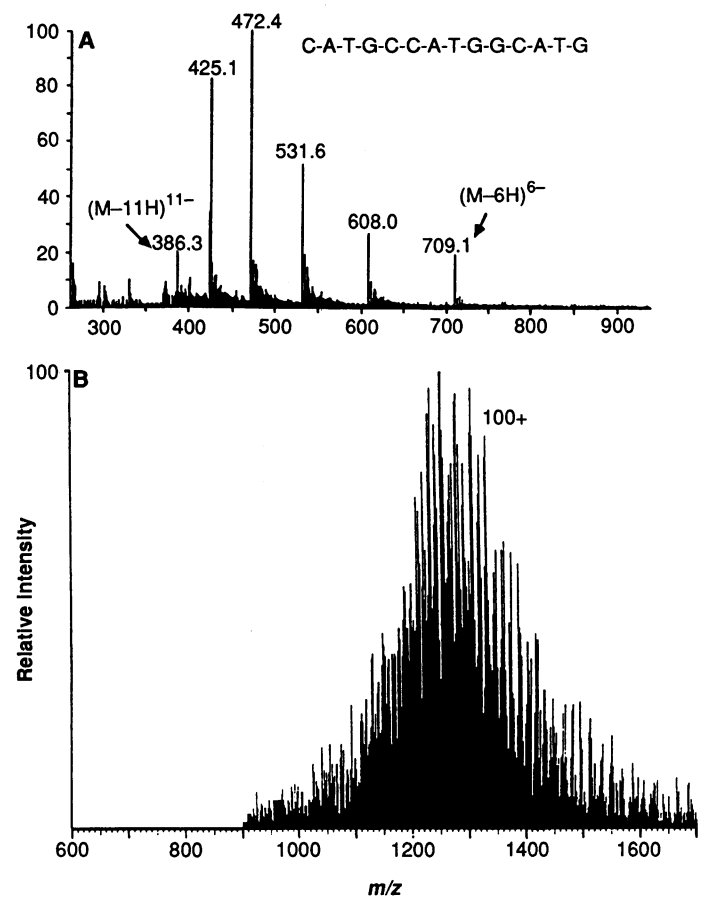 100
A
472.4
C-A-T-G-C-C-A-T-G-G-C-A-T-G
425.1
80
60
531.6
40
(M–11H)11–
(M–6H)6–
608.0
386.3
709.1
20
0
300 400 500 600 700 800 900
100
B
100+
Relative Intensity
600 800 1000 1200 1400 1600
m/z